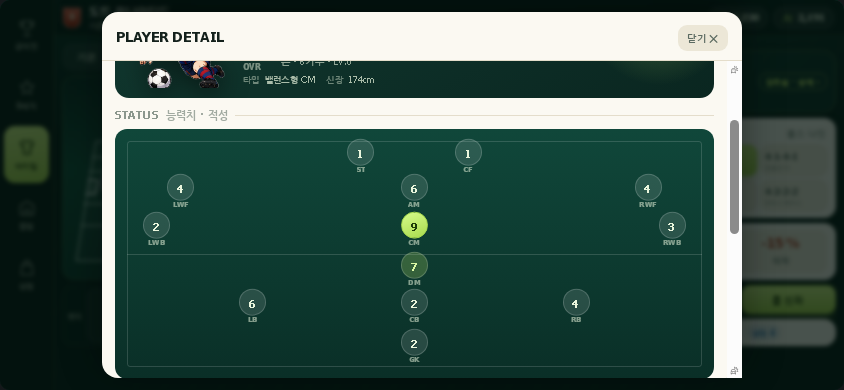 PLAYER DETAIL
닫기 ×
OVR
타입 밸런스형 CM 신장 174cm
STATUS 능력치 · 적성
1 1
ST CF
4 6 4
LWF AM RWF
2 9 3
LWB CM RWB
7
DM
6 2 4
LB CB RB
2
GK